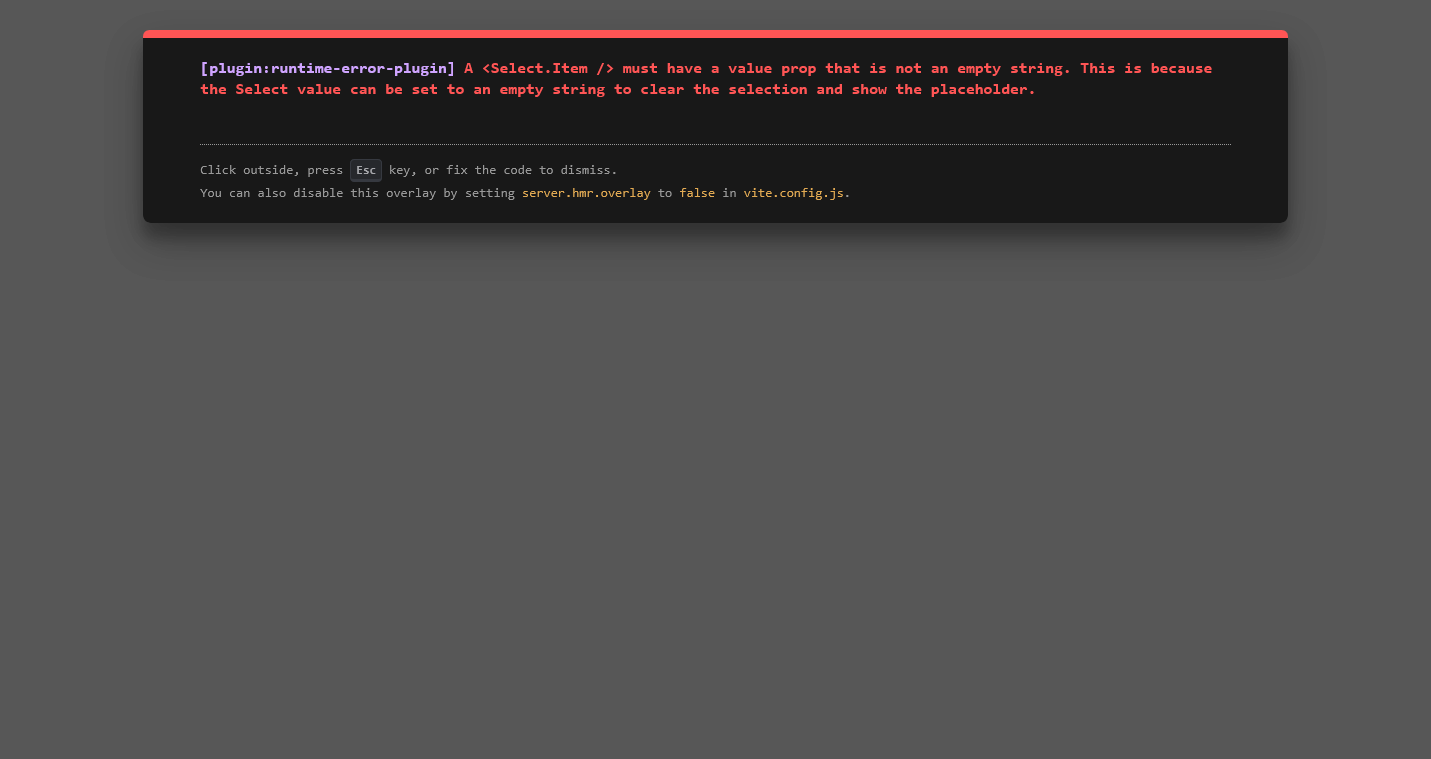 [plugin:runtime-error-plugin] A <Select.Item /> must have a value prop that is not an empty string. This is because
the Select value can be set to an empty string to clear the selection and show the placeholder.
Click outside, press Esc key, or fix the code to dismiss.
You can also disable this overlay by setting server.hmr.overlay to false in vite.config.js.